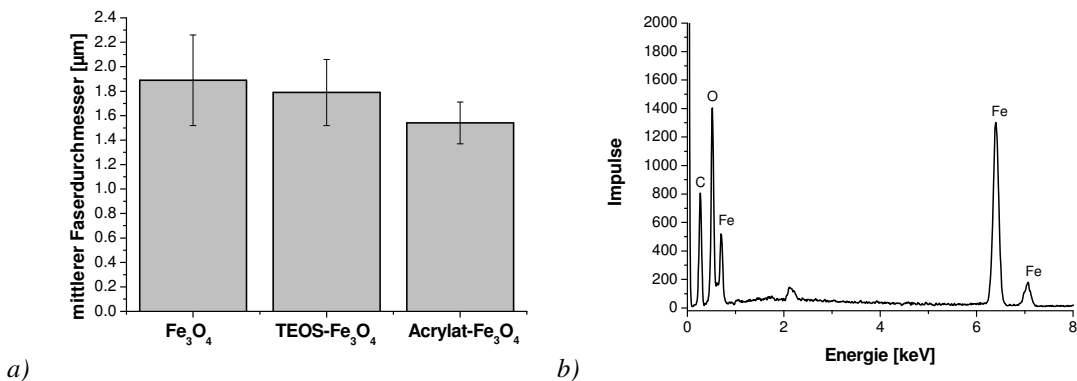 mittlerer Faserdurchmesser [µm]
2.4
2.2
2.0
1.8
1.6
1.4
1.2
1.0
0.8
0.6
0.4
0.2
0.0
Fe₃O₄ TEOS-Fe₃O₄ Acrylat-Fe₃O₄
a)
Impulse
2000
1800
1600
1400
1200
1000
800
600
400
200
0
C
O
Fe
Fe
Fe
0 2 4 6 8
Energie [keV]
b)